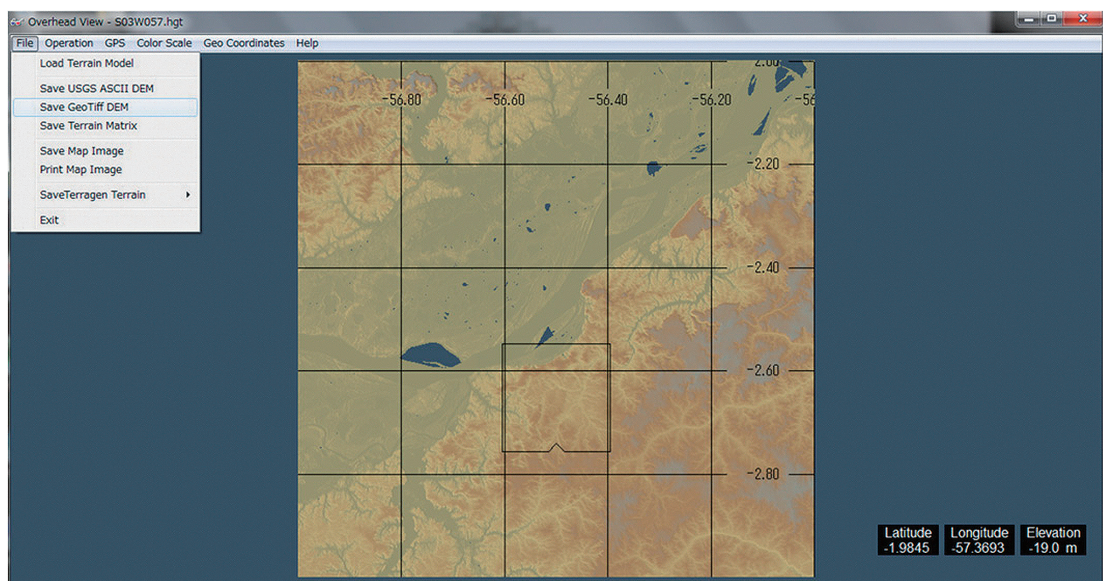 Overhead View - S03W057.hgt
File Operation GPS Color Scale Geo Coordinates Help
Load Terrain Model
Save USGS ASCII DEM
Save GeoTiff DEM
Save Terrain Matrix
Save Map Image
Print Map Image
SaveTerragen Terrain
Exit
-56.80 -56.60 -56.40 -56.20
-2.20
-2.40
-2.60
-2.80
Latitude Longitude Elevation
-1.9845 -57.3693 -19.0 m